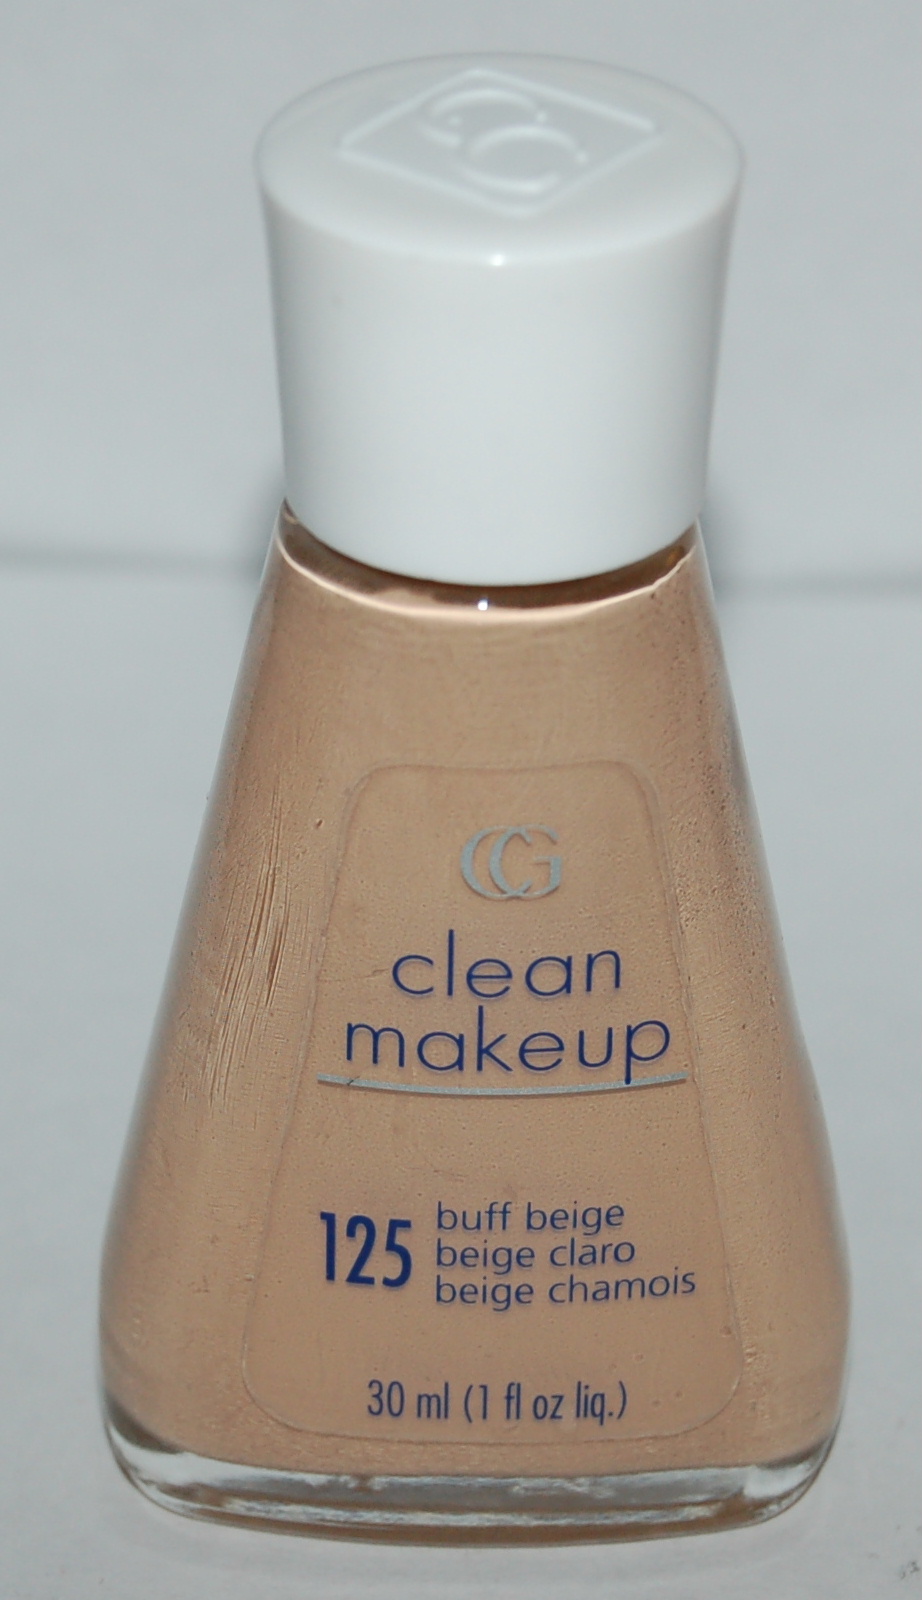 CG
clean
makeup
125 buff beige
beige claro
beige chamois
30 ml (1 fl oz liq.)